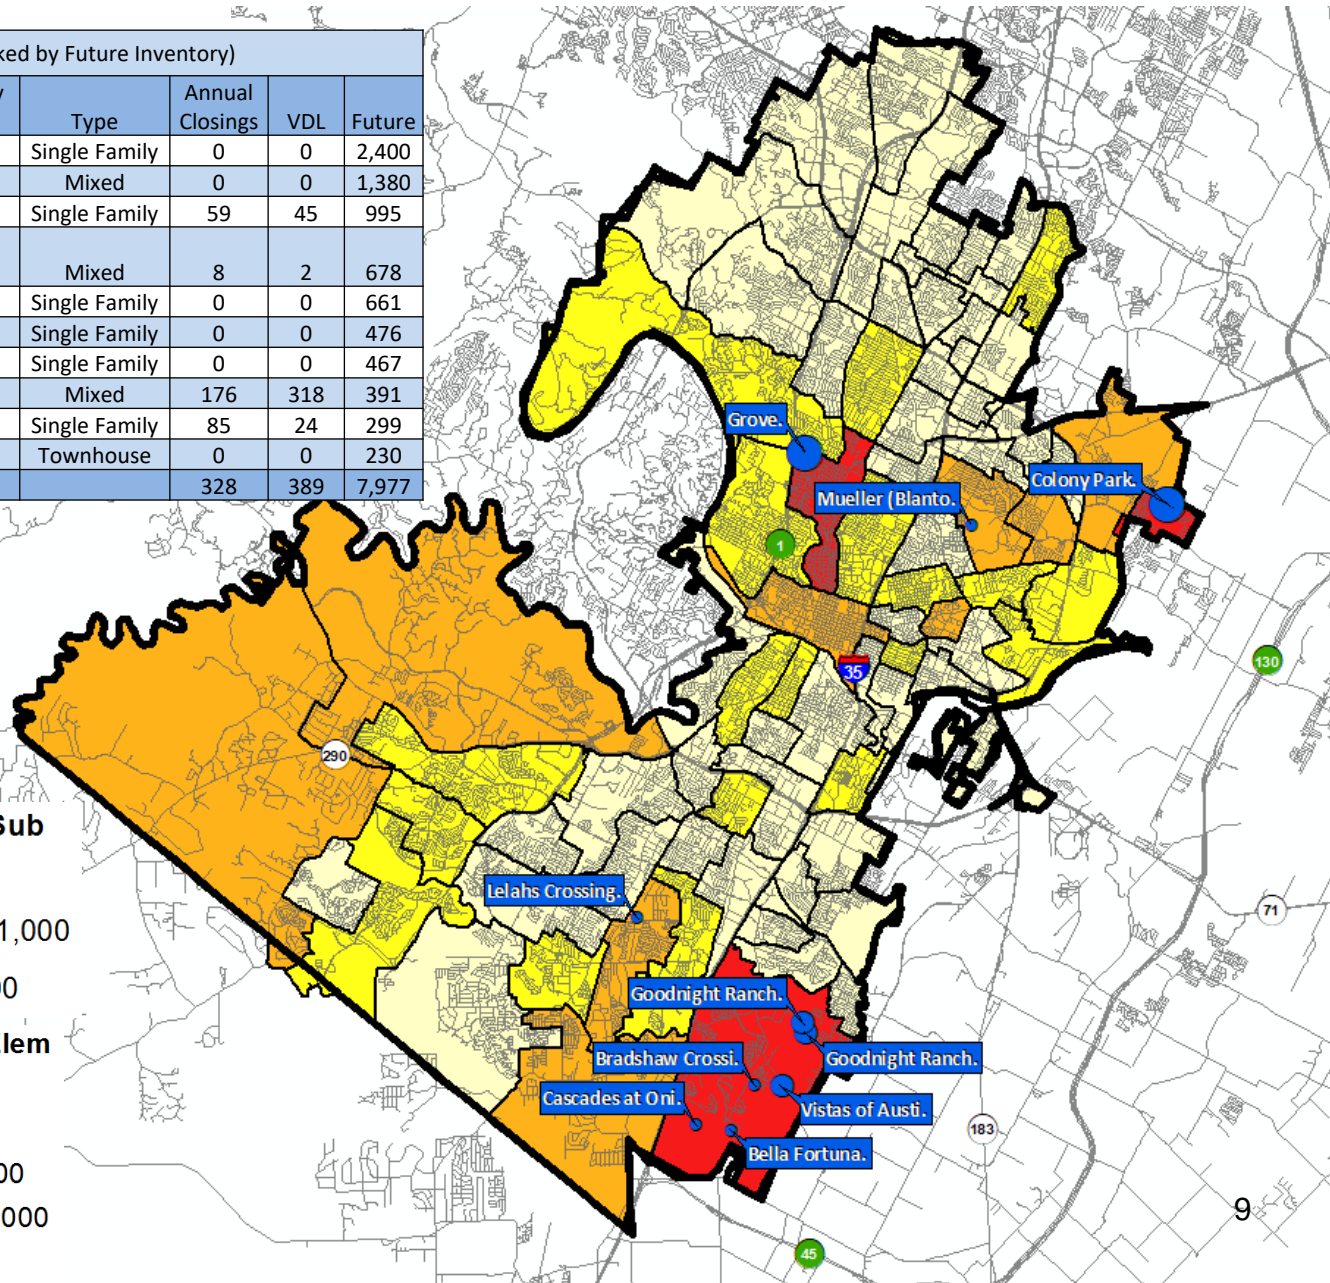 ked by Future Inventory)
y Type Annual Closings VDL Future
Single Family 0 0 2,400
Mixed 0 0 1,380
Single Family 59 45 995
Mixed 8 2 678
Single Family 0 0 661
Single Family 0 0 476
Single Family 0 0 467
Mixed 176 318 391
Single Family 85 24 299
Townhouse 0 0 230
328 389 7,977
Grove.
Mueller (Blanto.
Colony Park.
1
35
130
290
Sub
Lelahs Crossing.
71
1,000
00
Goodnight Ranch.
Elem
Bradshaw Crossi.
Goodnight Ranch.
Cascades at Oni.
Vistas of Austi.
183
Bella Fortuna.
00
000
9
45